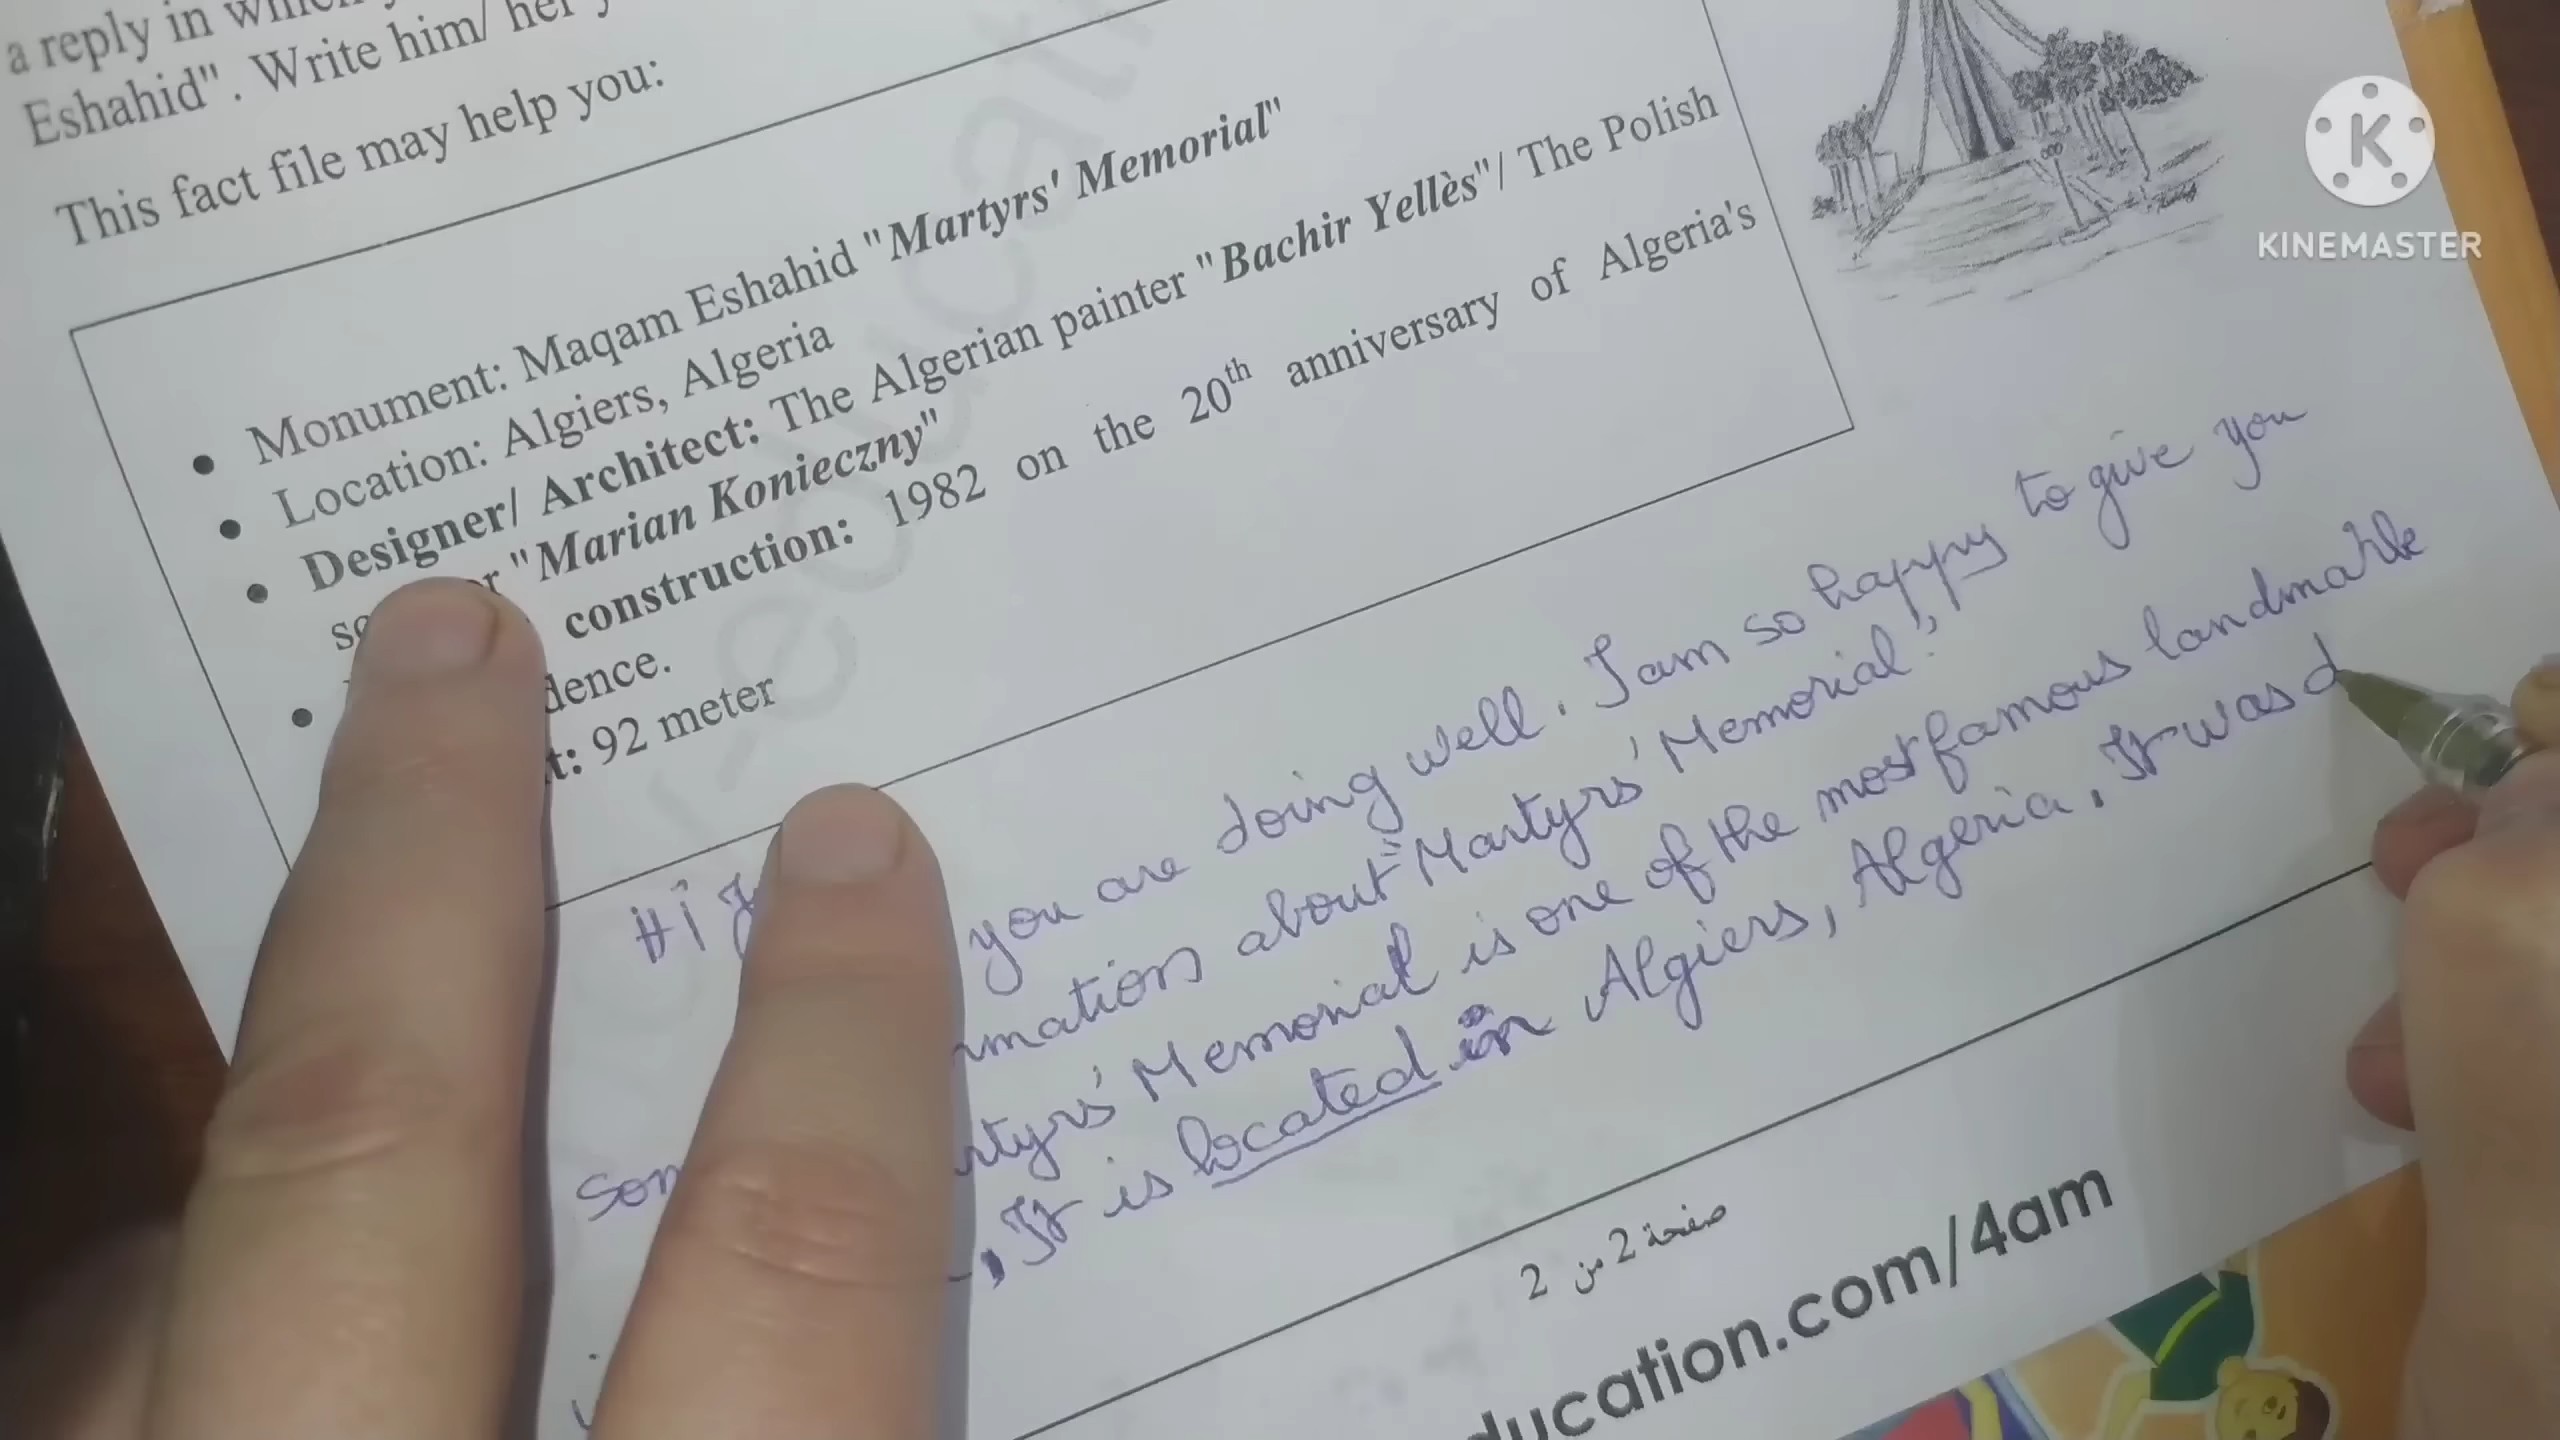 a reply in which
Eshahid". Write him/ her
This fact file may help you:
• Monument: Maqam Eshahid "Martyrs' Memorial"
• Location: Algiers, Algeria
• Designer/ Architect: The Algerian painter "Bachir Yellès"/ The Polish
"Marian Konieczny"
• construction: 1982 on the 20th anniversary of Algeria's
92 meter
KINEMASTER
Hi you are doing well. I am so happy to give you
about "Martyrs' Memorial".
Memorial is one of the most famous landmark
. It is located in Algiers, Algeria. It was d
صفحة 2 من 2
ducation.com/4am